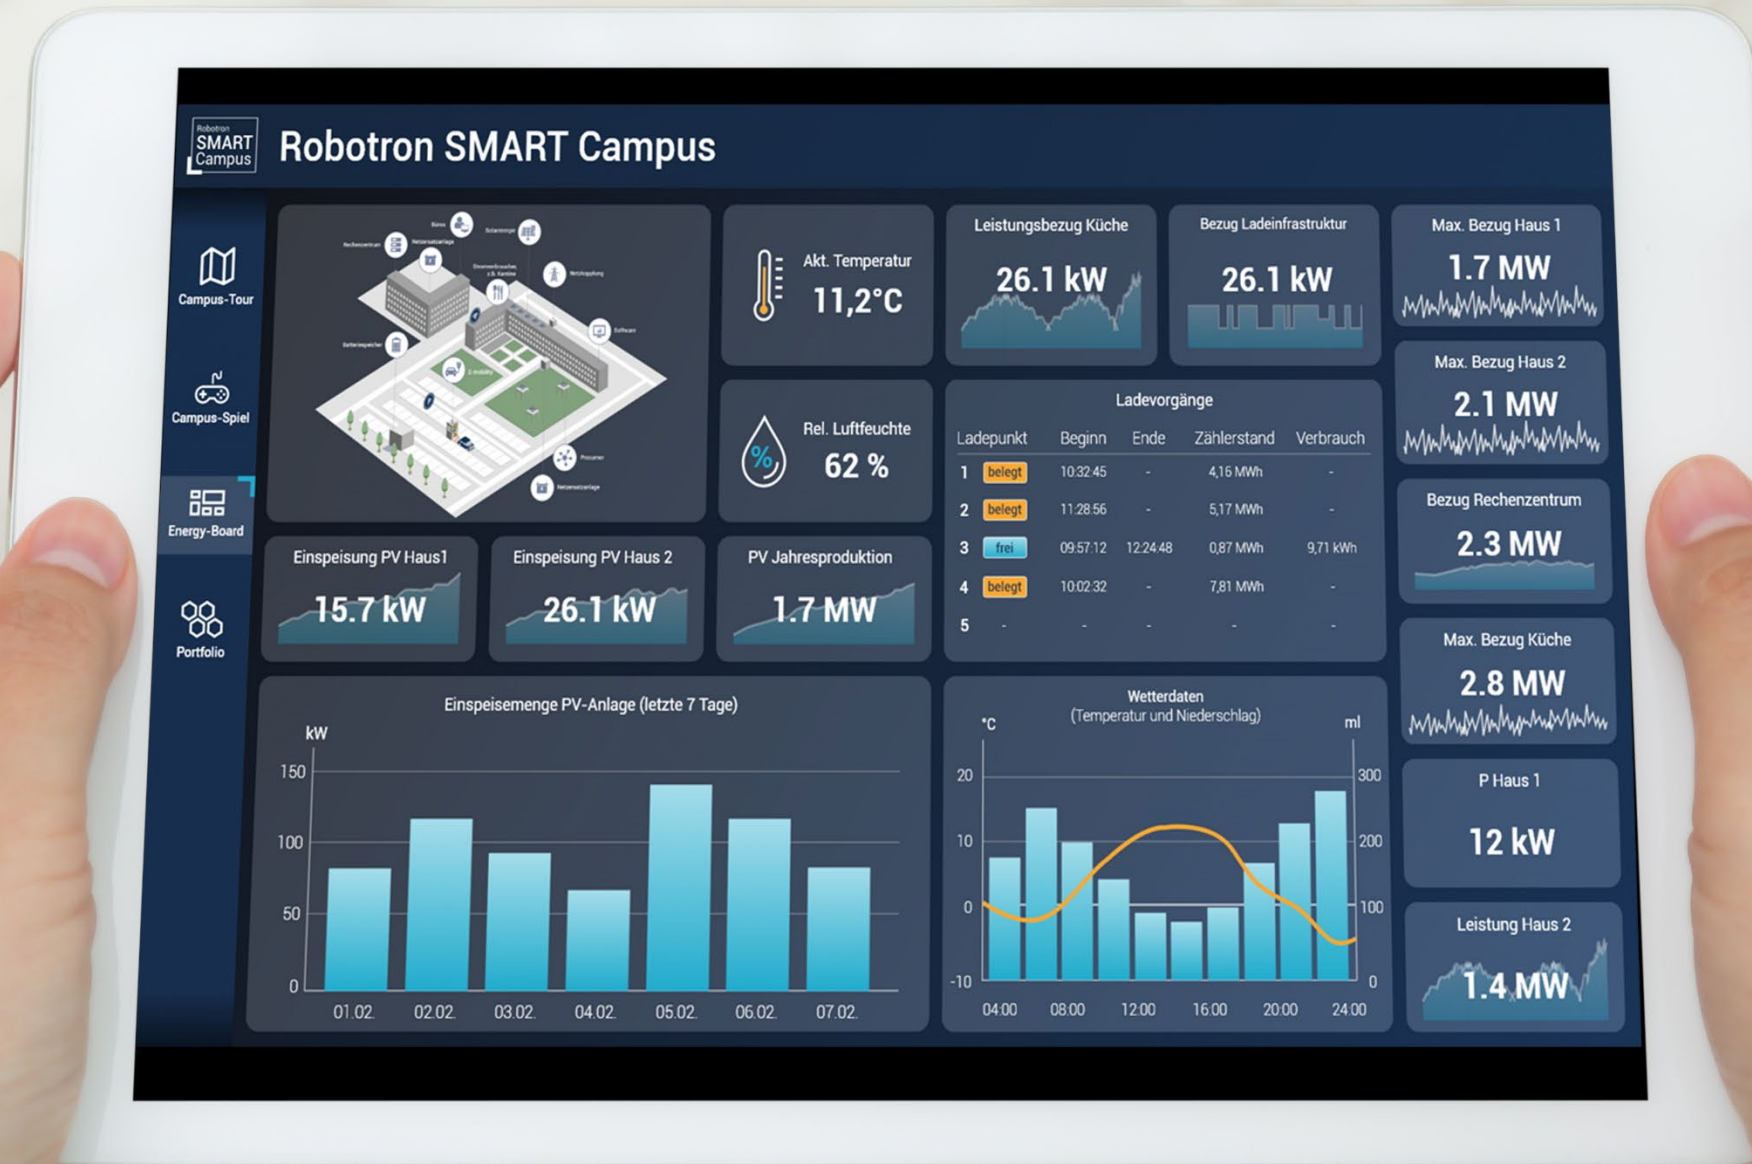 Robotron
SMART
Campus
Robotron SMART Campus
Campus-Tour
Campus-Spiel
Energy-Board
Portfolio
Büros
Rechenzentrum
Netzersatzanlage
Netzkopplung
Software
Batteriespeicher
E-mobility
Prosumer
Netzersatzanlage
Akt. Temperatur
11,2°C
Rel. Luftfeuchte
%
62 %
Leistungsbezug Küche
26.1 kW
Bezug Ladeinfrastruktur
26.1 kW
Ladevorgänge
Ladepunkt Beginn Ende Zählerstand Verbrauch
1 belegt 10:32:45 - 4,16 MWh -
2 belegt 11:28:56 - 5,17 MWh -
3 frei 09:57:12 12:24:48 0,87 MWh 9,71 kWh
4 belegt 10:02:32 - 7,81 MWh -
5 - - - - -
Einspeisung PV Haus1
15.7 kW
Einspeisung PV Haus 2
26.1 kW
PV Jahresproduktion
1.7 MW
Einspeisemenge PV-Anlage (letzte 7 Tage)
kW
150
100
50
0
01.02. 02.02. 03.02. 04.02. 05.02. 06.02. 07.02.
Wetterdaten
(Temperatur und Niederschlag)
°C ml
20 300
10 200
0 100
-10 0
04:00 08:00 12:00 16:00 20:00 24:00
Max. Bezug Haus 1
1.7 MW
Max. Bezug Haus 2
2.1 MW
Bezug Rechenzentrum
2.3 MW
Max. Bezug Küche
2.8 MW
P Haus 1
12 kW
Leistung Haus 2
1.4 MW